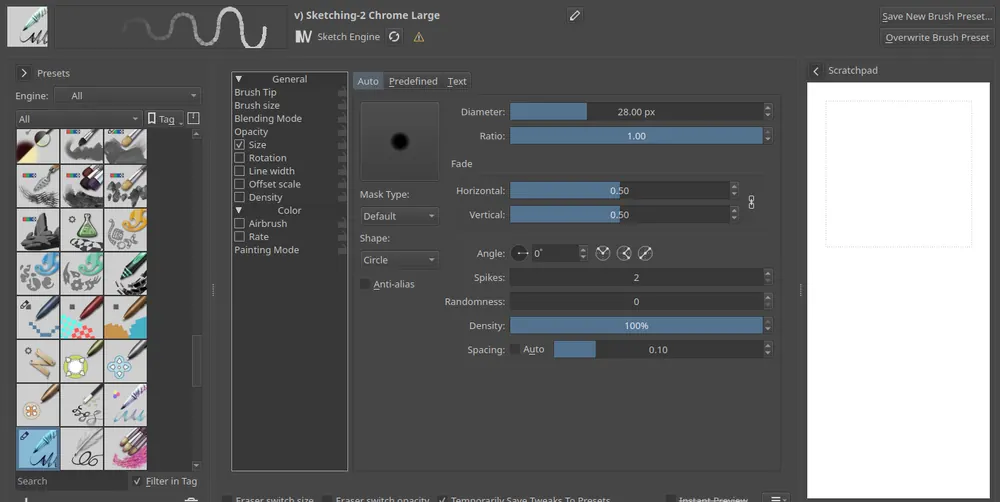 v) Sketching-2 Chrome Large
Sketch Engine
Save New Brush Preset...
Overwrite Brush Preset
Presets
Engine: All
All
Tag
Search
Filter in Tag
General
Brush Tip
Brush size
Blending Mode
Opacity
Size
Rotation
Line width
Offset scale
Density
Color
Airbrush
Rate
Painting Mode
Auto Predefined Text
Diameter: 28.00 px
Ratio: 1.00
Fade
Horizontal: 0.50
Vertical: 0.50
Mask Type:
Default
Shape:
Circle
Anti-alias
Angle: 0°
Spikes: 2
Randomness: 0
Density: 100%
Spacing: Auto 0.10
Scratchpad
Eraser switch size
Eraser switch opacity
Temporarily Save Tweaks To Presets
Instant Preview